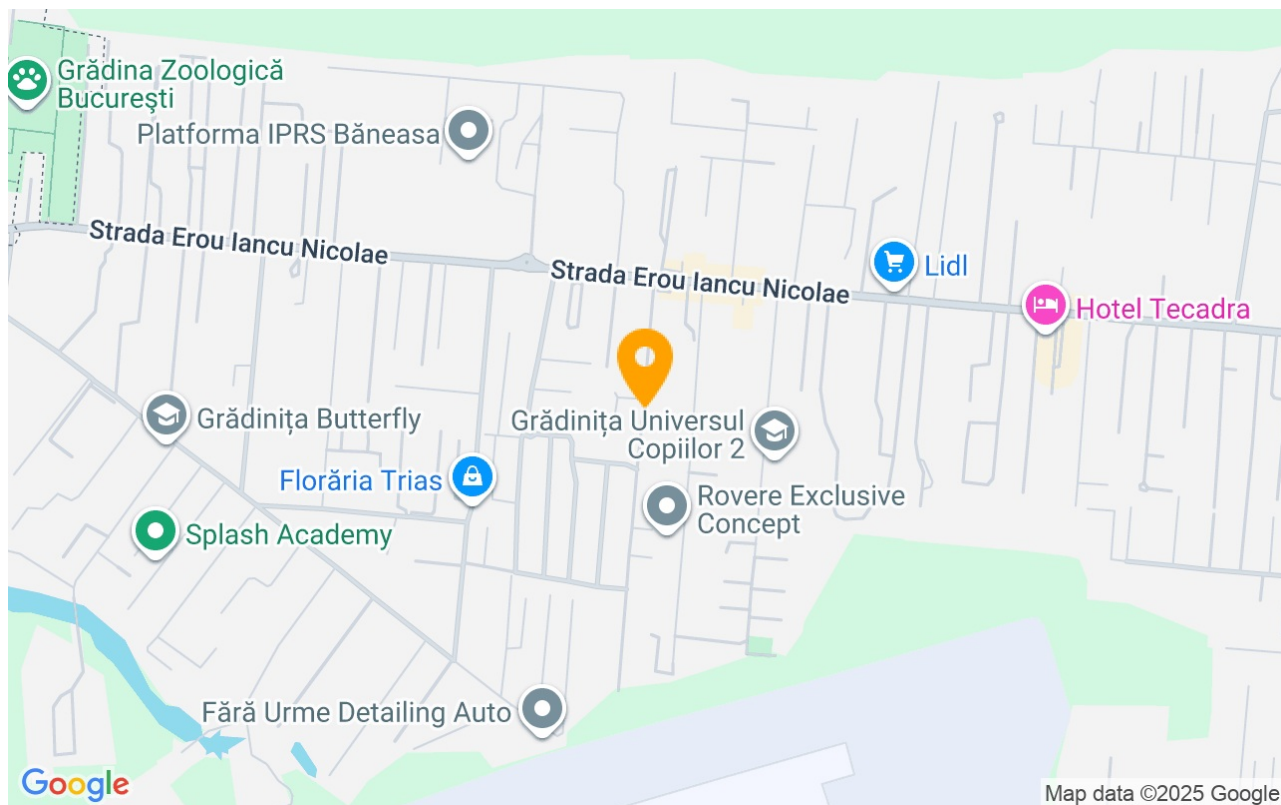 Grădina Zoologică
Bucureşti
Platforma IPRS Băneasa
Strada Erou Iancu Nicolae
Strada Erou Iancu Nicolae
Lidl
Hotel Tecadra
Grădinița Butterfly
Grădinița Universul
Copiilor 2
Florăria Trias
Rovere Exclusive
Concept
Splash Academy
Fără Urme Detailing Auto
Google
Map data ©2025 Google